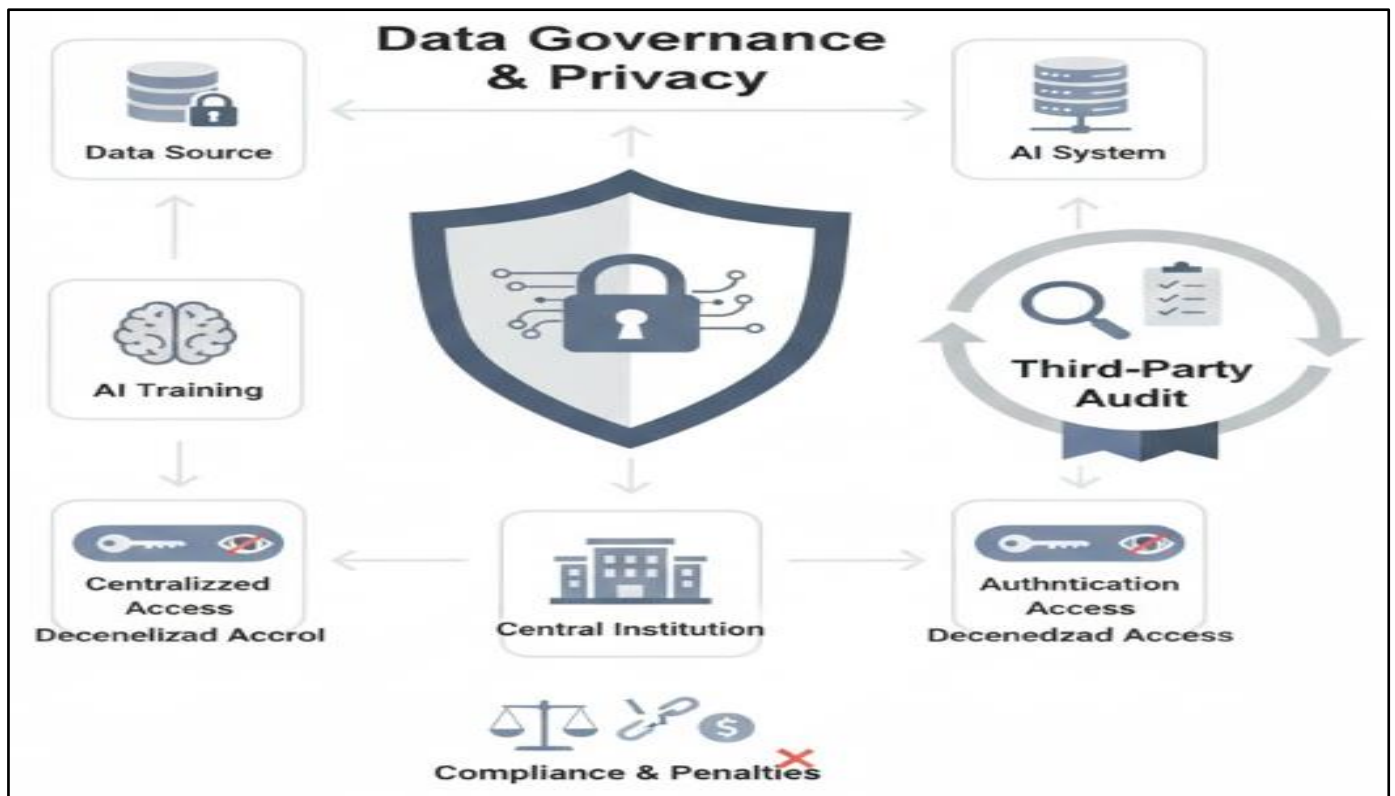 Data Governance
& Privacy
Data Source
AI System
AI Training
Third-Party
Audit
Centralizzed
Access
Decenelizad Accrol
Central Institution
Authntication
Access
Decenedzad Access
$
Compliance & Penalties